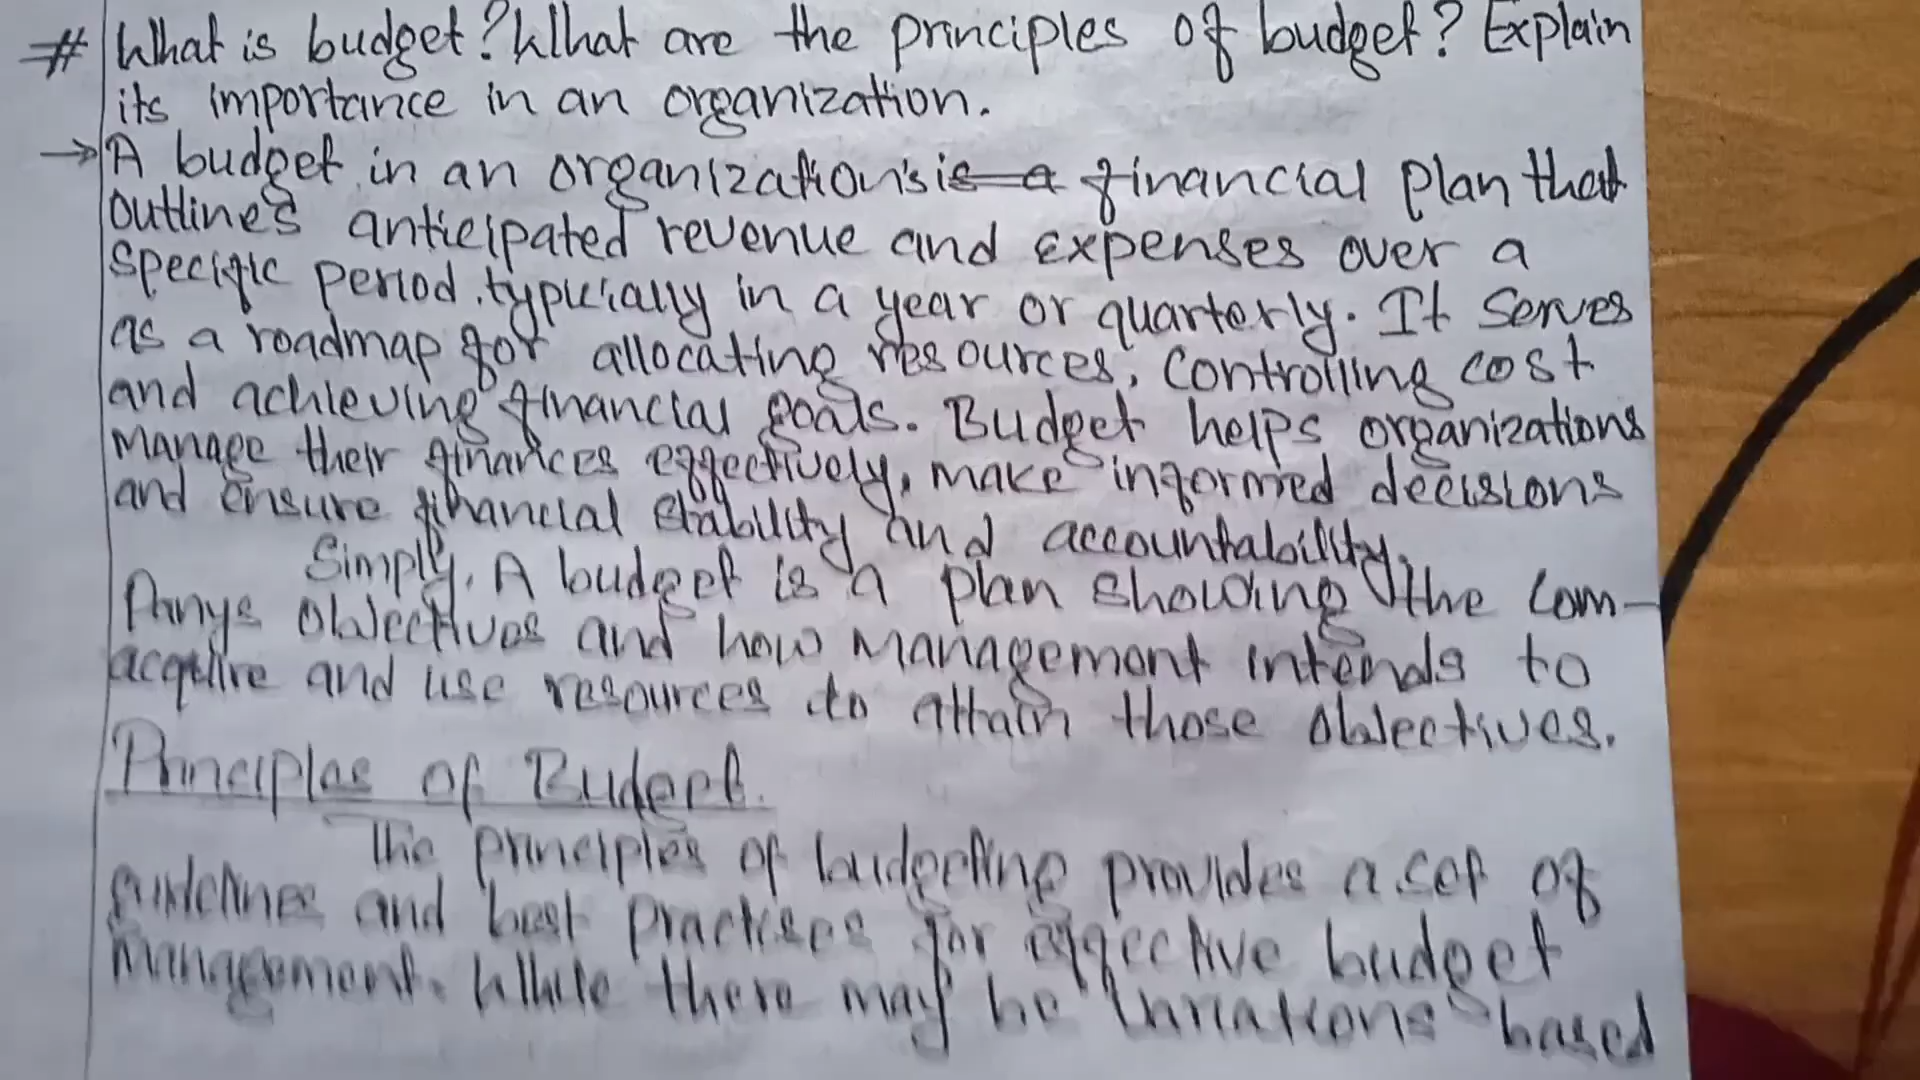 # What is budget? What are the principles of budget? Explain
its importance in an organization.
→ A budget in an organization's is a financial plan that
outlines anticipated revenue and expenses over a
specific period, typically in a year or quarterly. It serves
as a roadmap for allocating resources, controlling cost
and achieving financial goals. Budget helps organizations
manage their finances effectively, make informed decisions
and ensure financial stability and accountability.
Simply, A budget is a plan showing the com-
panys objectives and how management intends to
acquire and use resources to attain those objectives.
Principles of Budget.
The principles of budgeting provides a set of
guidelines and best practises for effective budget
management. While there may be variations based